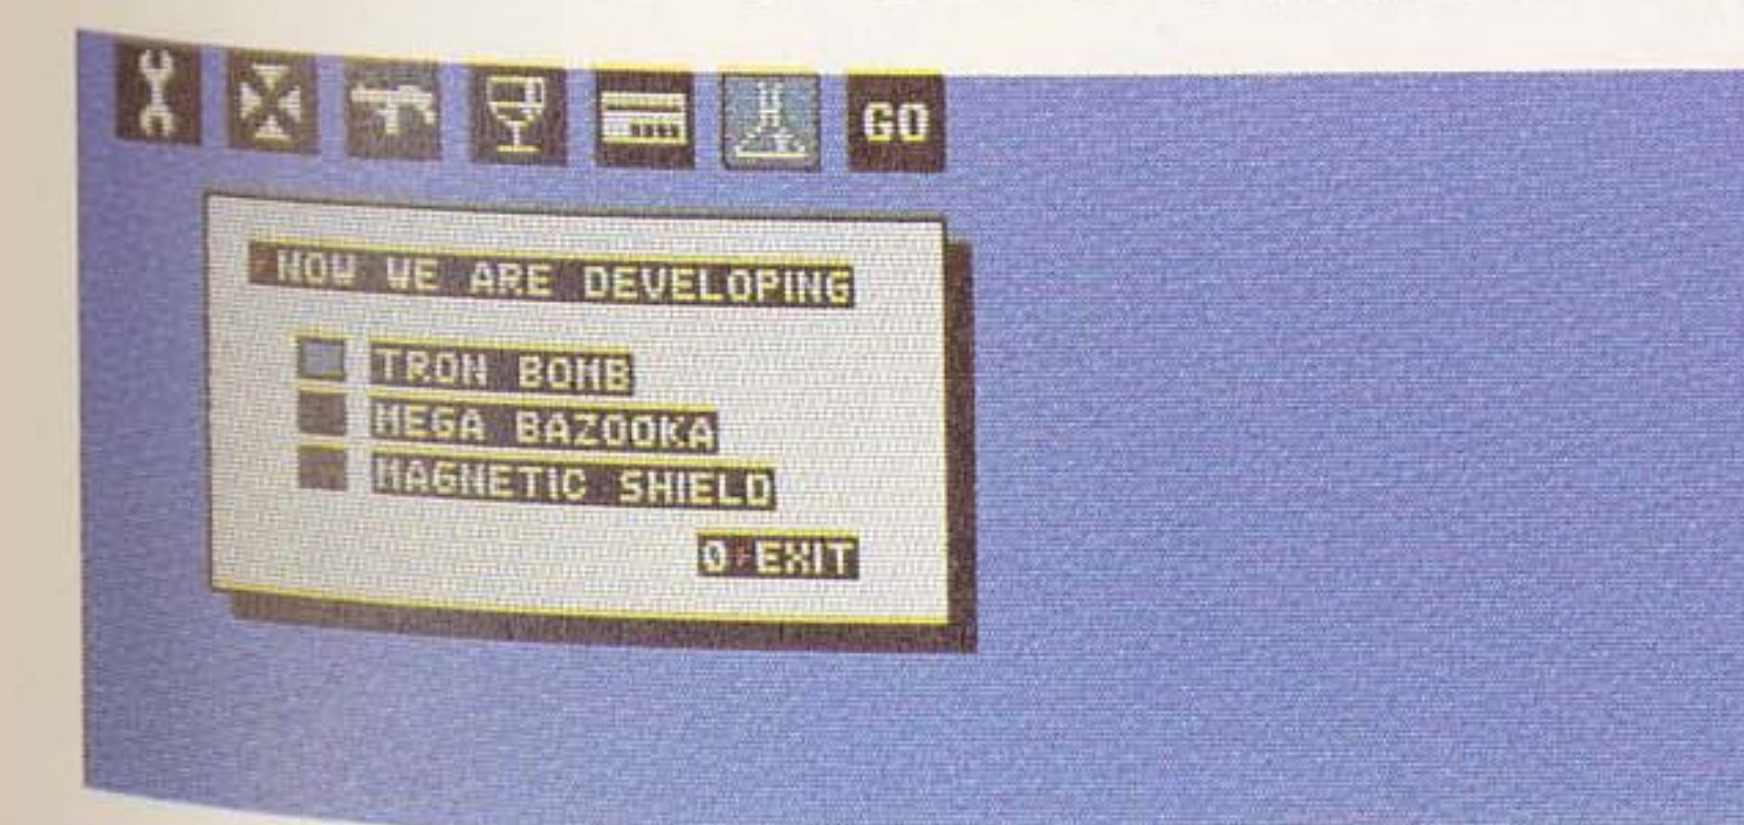 GO
NOW WE ARE DEVELOPING
TRON BOMB
MEGA BAZOOKA
MAGNETIC SHIELD
0 EXIT